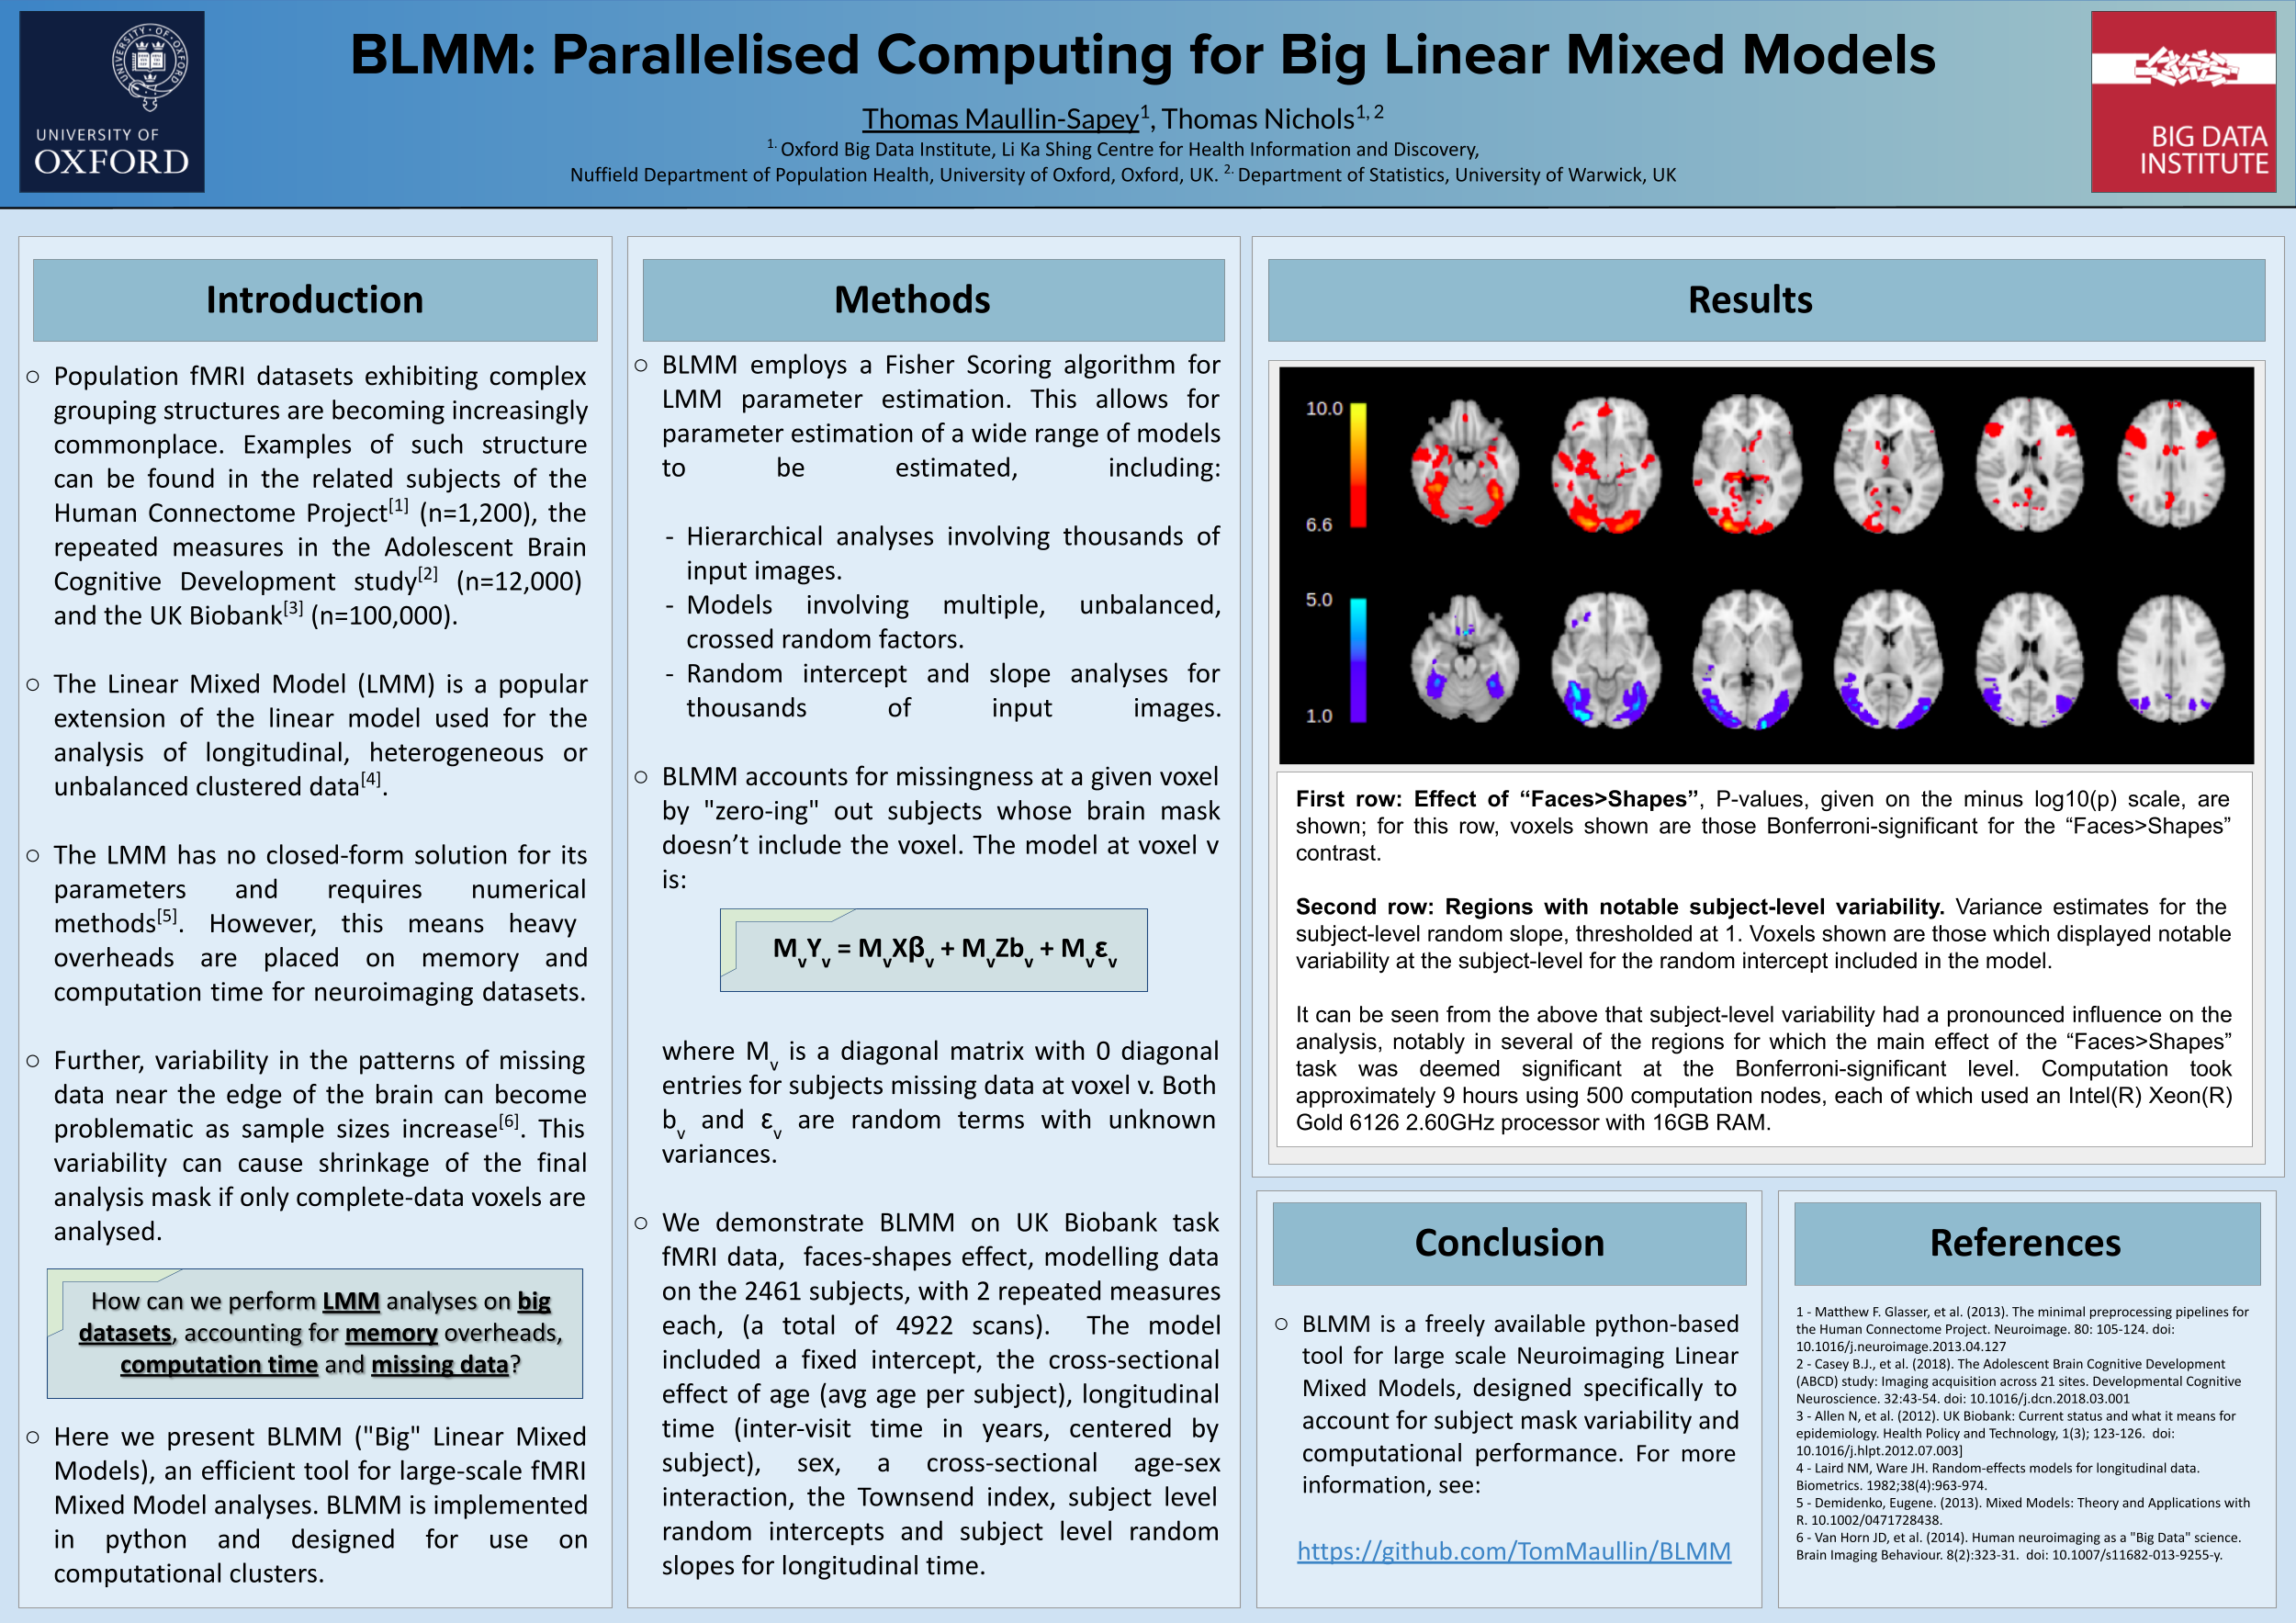 UNIVERSITY OF
OXFORD
BLMM: Parallelised Computing for Big Linear Mixed Models
Thomas Maullin-Sapey1, Thomas Nichols1, 2
1. Oxford Big Data Institute, Li Ka Shing Centre for Health Information and Discovery,
Nuffield Department of Population Health, University of Oxford, Oxford, UK. 2. Department of Statistics, University of Warwick, UK
BIG DATA
INSTITUTE
Introduction
○ Population fMRI datasets exhibiting complex
grouping structures are becoming increasingly
commonplace. Examples of such structure
can be found in the related subjects of the
Human Connectome Project[1] (n=1,200), the
repeated measures in the Adolescent Brain
Cognitive Development study[2] (n=12,000)
and the UK Biobank[3] (n=100,000).
○ The Linear Mixed Model (LMM) is a popular
extension of the linear model used for the
analysis of longitudinal, heterogeneous or
unbalanced clustered data[4].
○ The LMM has no closed-form solution for its
parameters and requires numerical
methods[5]. However, this means heavy
overheads are placed on memory and
computation time for neuroimaging datasets.
○ Further, variability in the patterns of missing
data near the edge of the brain can become
problematic as sample sizes increase[6]. This
variability can cause shrinkage of the final
analysis mask if only complete-data voxels are
analysed.
How can we perform LMM analyses on big
datasets, accounting for memory overheads,
computation time and missing data?
○ Here we present BLMM ("Big" Linear Mixed
Models), an efficient tool for large-scale fMRI
Mixed Model analyses. BLMM is implemented
in python and designed for use on
computational clusters.
Methods
○ BLMM employs a Fisher Scoring algorithm for
LMM parameter estimation. This allows for
parameter estimation of a wide range of models
to be estimated, including:
- Hierarchical analyses involving thousands of
input images.
- Models involving multiple, unbalanced,
crossed random factors.
- Random intercept and slope analyses for
thousands of input images.
○ BLMM accounts for missingness at a given voxel
by "zero-ing" out subjects whose brain mask
doesn’t include the voxel. The model at voxel v
is:
MvYv = MvXβv + MvZbv + Mvεv
where Mv is a diagonal matrix with 0 diagonal
entries for subjects missing data at voxel v. Both
bv and εv are random terms with unknown
variances.
○ We demonstrate BLMM on UK Biobank task
fMRI data, faces-shapes effect, modelling data
on the 2461 subjects, with 2 repeated measures
each, (a total of 4922 scans). The model
included a fixed intercept, the cross-sectional
effect of age (avg age per subject), longitudinal
time (inter-visit time in years, centered by
subject), sex, a cross-sectional age-sex
interaction, the Townsend index, subject level
random intercepts and subject level random
slopes for longitudinal time.
Results
10.0
6.6
5.0
1.0
First row: Effect of “Faces>Shapes”, P-values, given on the minus log10(p) scale, are
shown; for this row, voxels shown are those Bonferroni-significant for the “Faces>Shapes”
contrast.
Second row: Regions with notable subject-level variability. Variance estimates for the
subject-level random slope, thresholded at 1. Voxels shown are those which displayed notable
variability at the subject-level for the random intercept included in the model.
It can be seen from the above that subject-level variability had a pronounced influence on the
analysis, notably in several of the regions for which the main effect of the “Faces>Shapes”
task was deemed significant at the Bonferroni-significant level. Computation took
approximately 9 hours using 500 computation nodes, each of which used an Intel(R) Xeon(R)
Gold 6126 2.60GHz processor with 16GB RAM.
Conclusion
○ BLMM is a freely available python-based
tool for large scale Neuroimaging Linear
Mixed Models, designed specifically to
account for subject mask variability and
computational performance. For more
information, see:
https://github.com/TomMaullin/BLMM
References
1 - Matthew F. Glasser, et al. (2013). The minimal preprocessing pipelines for
the Human Connectome Project. Neuroimage. 80: 105-124. doi:
10.1016/j.neuroimage.2013.04.127
2 - Casey B.J., et al. (2018). The Adolescent Brain Cognitive Development
(ABCD) study: Imaging acquisition across 21 sites. Developmental Cognitive
Neuroscience. 32:43-54. doi: 10.1016/j.dcn.2018.03.001
3 - Allen N, et al. (2012). UK Biobank: Current status and what it means for
epidemiology. Health Policy and Technology, 1(3); 123-126. doi:
10.1016/j.hlpt.2012.07.003]
4 - Laird NM, Ware JH. Random-effects models for longitudinal data.
Biometrics. 1982;38(4):963-974.
5 - Demidenko, Eugene. (2013). Mixed Models: Theory and Applications with
R. 10.1002/0471728438.
6 - Van Horn JD, et al. (2014). Human neuroimaging as a "Big Data" science.
Brain Imaging Behaviour. 8(2):323-31. doi: 10.1007/s11682-013-9255-y.